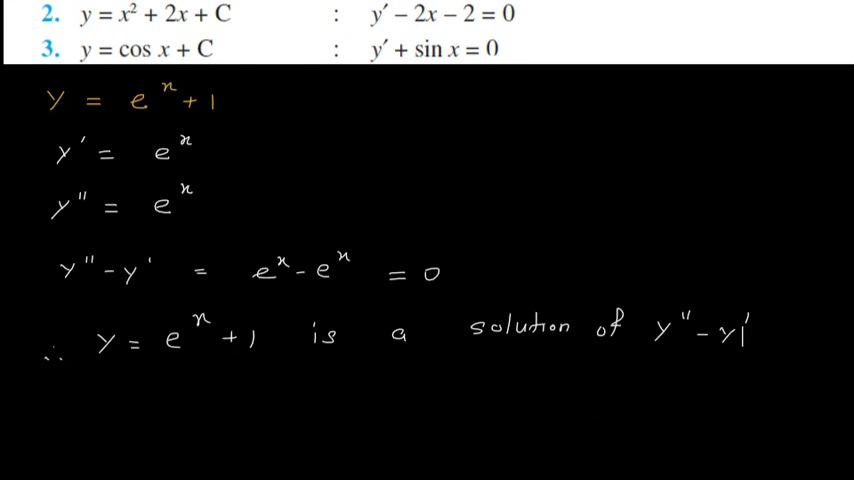 2. y = x² + 2x + C : y′ – 2x – 2 = 0
3. y = cos x + C : y′ + sin x = 0
y = eˣ + 1
y' = eˣ
y" = eˣ
y" - y' = eˣ - eˣ = 0
∴ y = eˣ + 1 is a solution of y" - y'